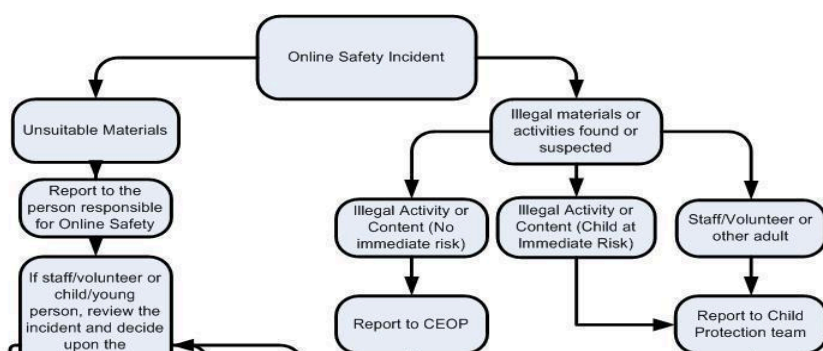 Online Safety Incident
Unsuitable Materials
Illegal materials or
activities found or
suspected
Report to the
person responsible
for Online Safety
Illegal Activity or
Content (No
immediate risk)
Illegal Activity or
Content (Child at
Immediate Risk)
Staff/Volunteer or
other adult
If staff/volunteer or
child/young
person, review the
incident and decide
upon the
Report to CEOP
Report to Child
Protection team